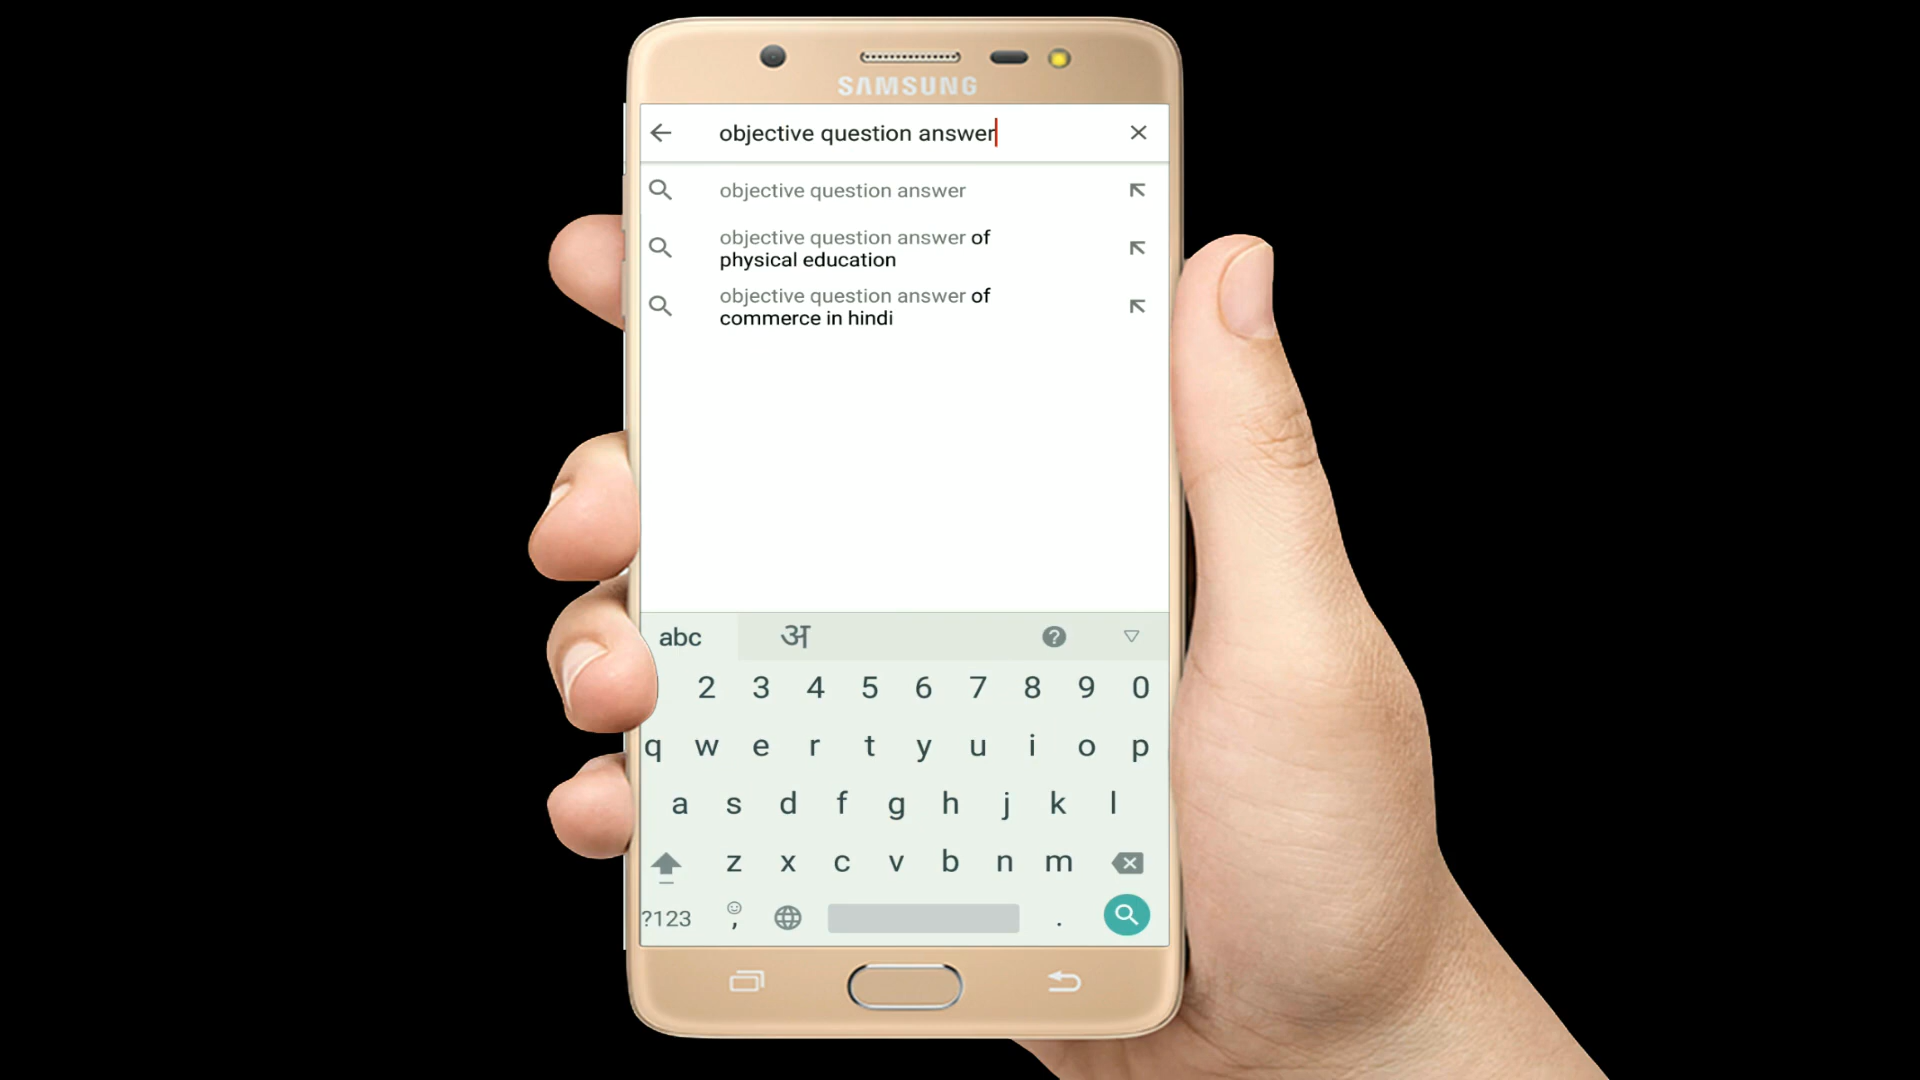 SAMSUNG
objective question answer
objective question answer
objective question answer of
physical education
objective question answer of
commerce in hindi
abc अ ?
2 3 4 5 6 7 8 9 0
q w e r t y u i o p
a s d f g h j k l
z x c v b n m
?123 , .